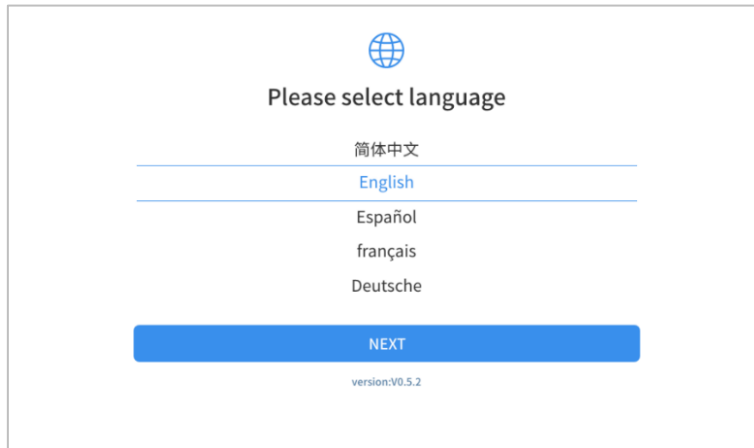 Please select language
简体中文
English
Español
français
Deutsche
NEXT
version:V0.5.2